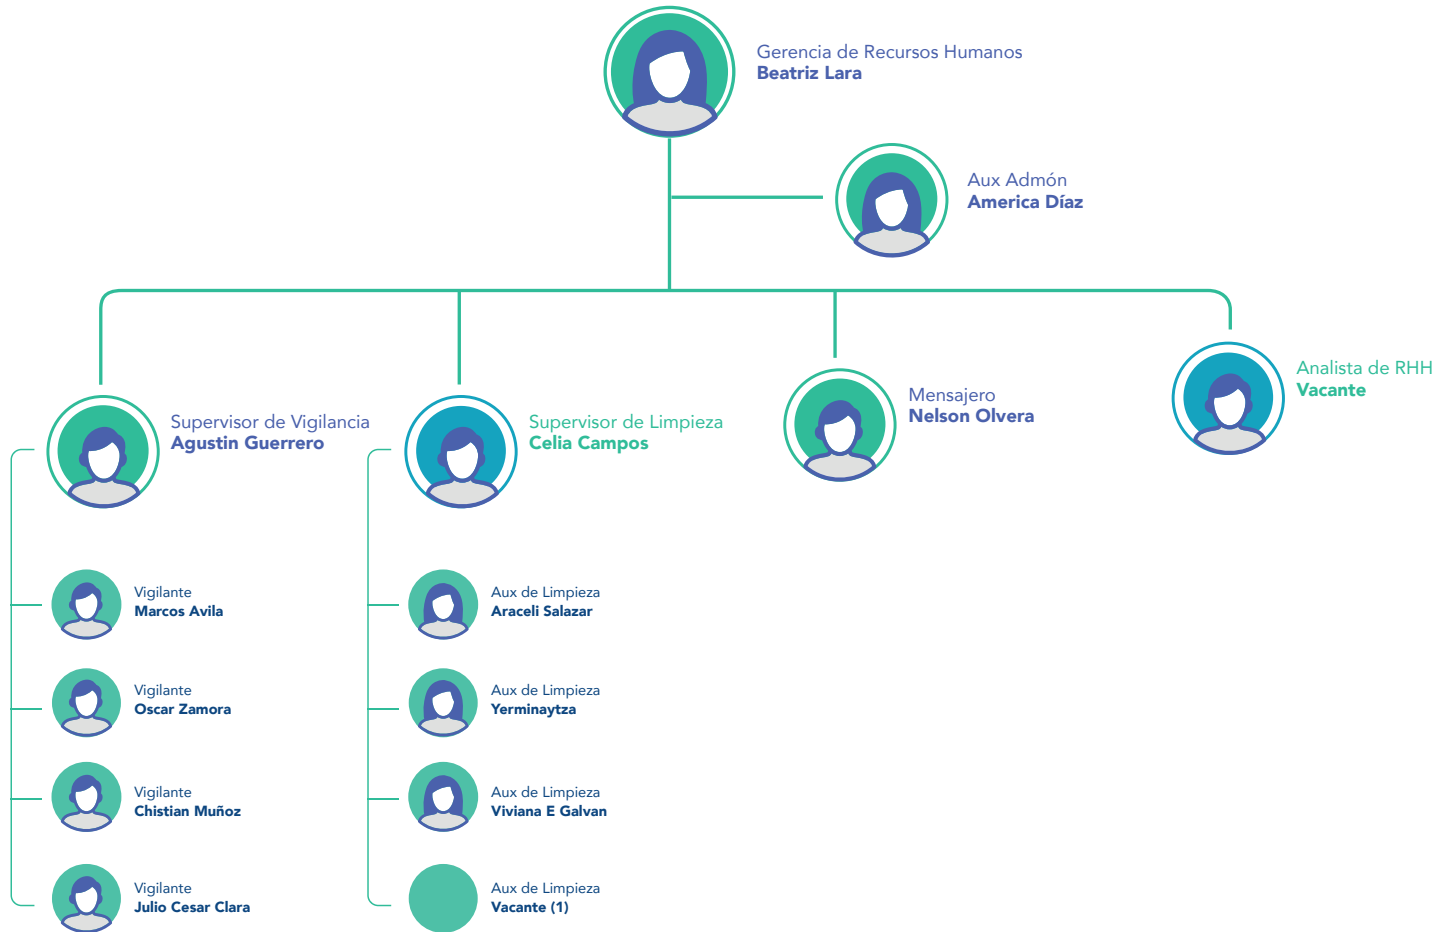 Gerencia de Recursos Humanos
Beatriz Lara
Aux Admón
America Díaz
Supervisor de Vigilancia
Agustin Guerrero
Supervisor de Limpieza
Celia Campos
Mensajero
Nelson Olvera
Analista de RHH
Vacante
Vigilante
Marcos Avila
Vigilante
Oscar Zamora
Vigilante
Chistian Muñoz
Vigilante
Julio Cesar Clara
Aux de Limpieza
Araceli Salazar
Aux de Limpieza
Yerminaytza
Aux de Limpieza
Viviana E Galvan
Aux de Limpieza
Vacante (1)